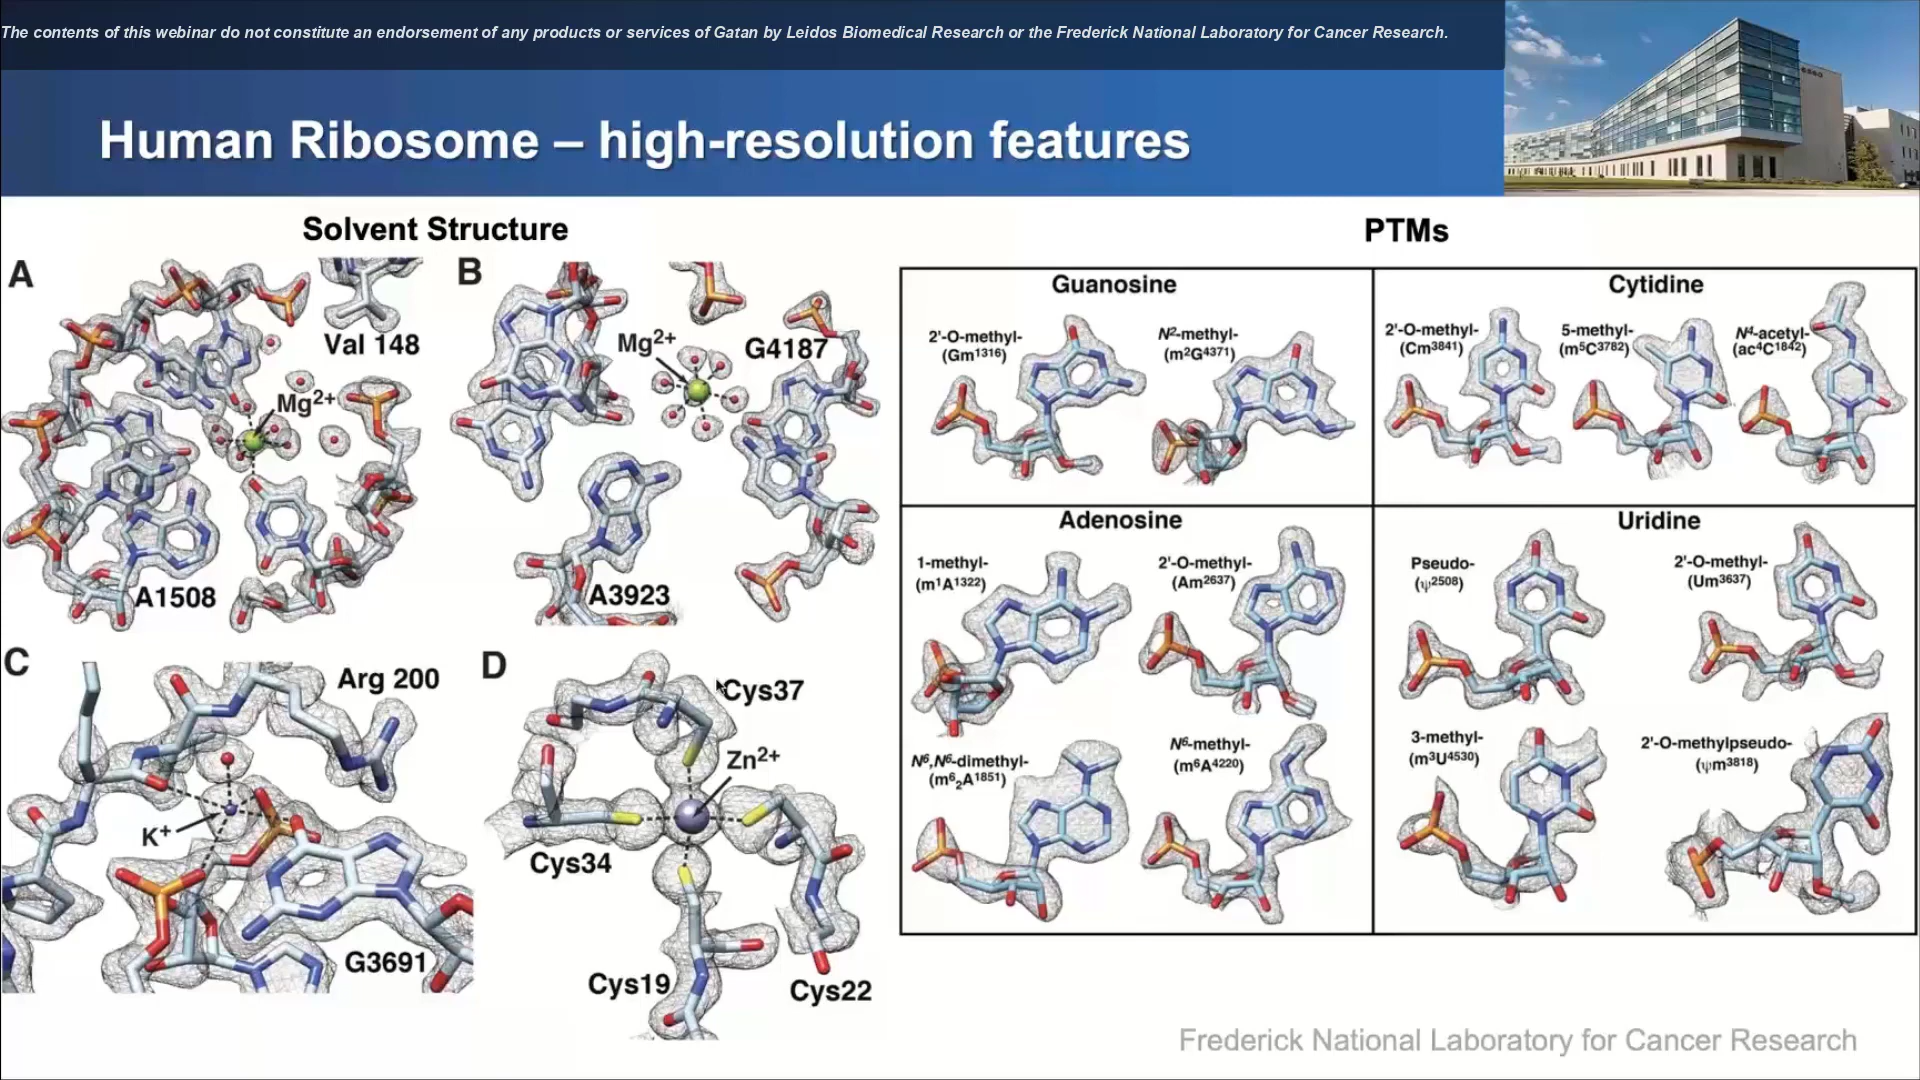 The contents of this webinar do not constitute an endorsement of any products or services of Gatan by Leidos Biomedical Research or the Frederick National Laboratory for Cancer Research.
Human Ribosome – high-resolution features
Solvent Structure
A
Val 148
Mg²⁺
A1508
B
Mg²⁺
G4187
A3923
C
Arg 200
K⁺
G3691
D
Cys37
Zn²⁺
Cys34
Cys19
Cys22
PTMs
Guanosine
2'-O-methyl-
(Gm¹³¹⁶)
N²-methyl-
(m²G⁴³⁷¹)
Cytidine
2'-O-methyl-
(Cm³⁸⁴¹)
5-methyl-
(m⁵C³⁷⁸²)
N⁴-acetyl-
(ac⁴C¹⁸⁴²)
Adenosine
1-methyl-
(m¹A¹³²²)
2'-O-methyl-
(Am²⁶³⁷)
N⁶,N⁶-dimethyl-
(m⁶₂A¹⁸⁵¹)
N⁶-methyl-
(m⁶A⁴²²⁰)
Uridine
Pseudo-
(ψ²⁵⁰⁸)
2'-O-methyl-
(Um³⁶³⁷)
3-methyl-
(m³U⁴⁵³⁰)
2'-O-methylpseudo-
(ψm³⁸¹⁸)
Frederick National Laboratory for Cancer Research